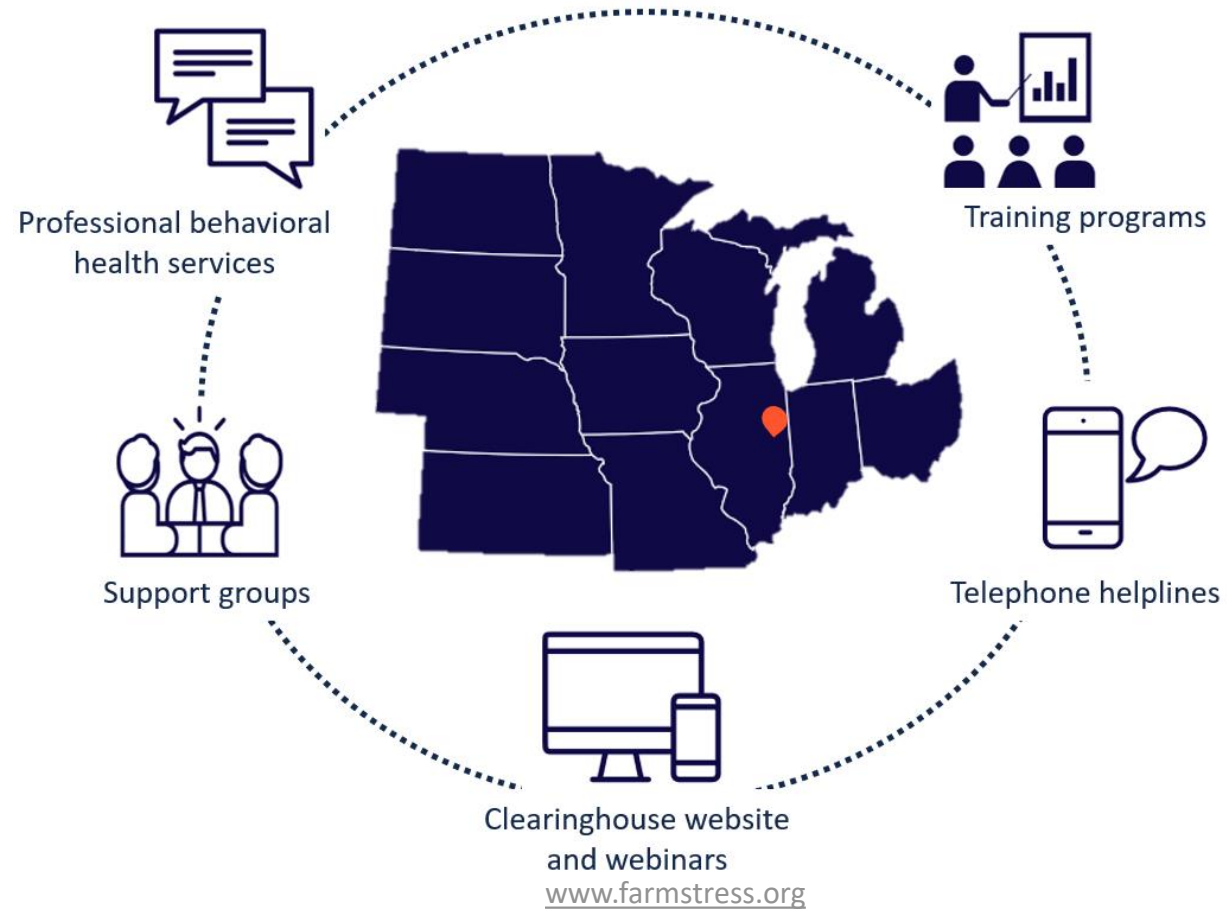 Professional behavioral
health services
Training programs
Support groups
Telephone helplines
Clearinghouse website
and webinars
www.farmstress.org